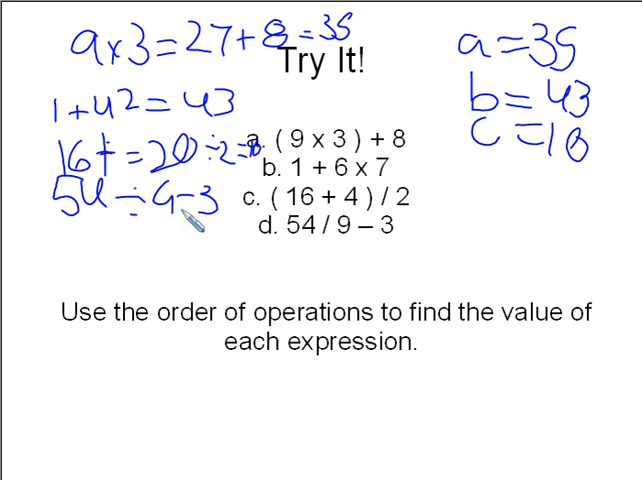 9x3=27+8=35
Try It!
a=35
1+42=43
b=43
c=10
a. ( 9 x 3 ) + 8
16+ =20÷2=10
b. 1 + 6 x 7
54÷9-3
c. ( 16 + 4 ) / 2
d. 54 / 9 – 3
Use the order of operations to find the value of
each expression.